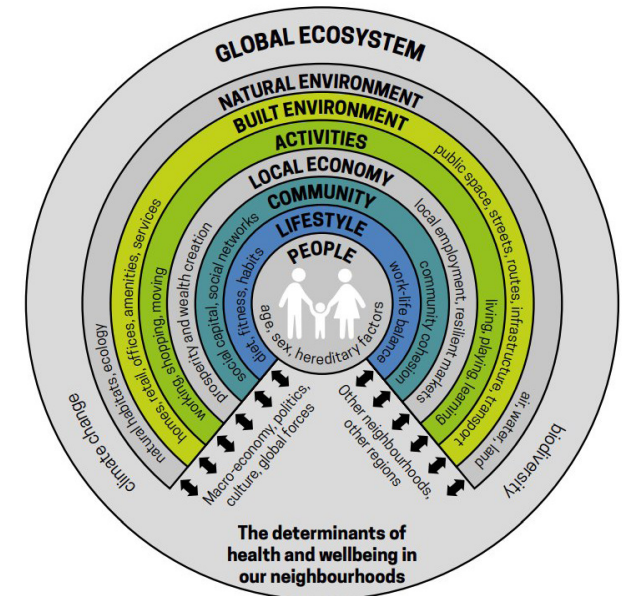 GLOBAL ECOSYSTEM
NATURAL ENVIRONMENT
BUILT ENVIRONMENT
ACTIVITIES
LOCAL ECONOMY
COMMUNITY
LIFESTYLE
PEOPLE
age, sex, hereditary factors
diet, fitness, habits
work-life balance
social capital, social networks
community cohesion
prosperity and wealth creation
local employment, resilient markets
working, shopping, moving
living, playing, learning
homes, retail, offices, amenities, services
public space, streets, routes, infrastructure, transport
natural habitats, ecology
air, water, land
climate change
biodiversity
Macro-economy, politics,
culture, global forces
Other neighbourhoods,
other regions
The determinants of
health and wellbeing in
our neighbourhoods